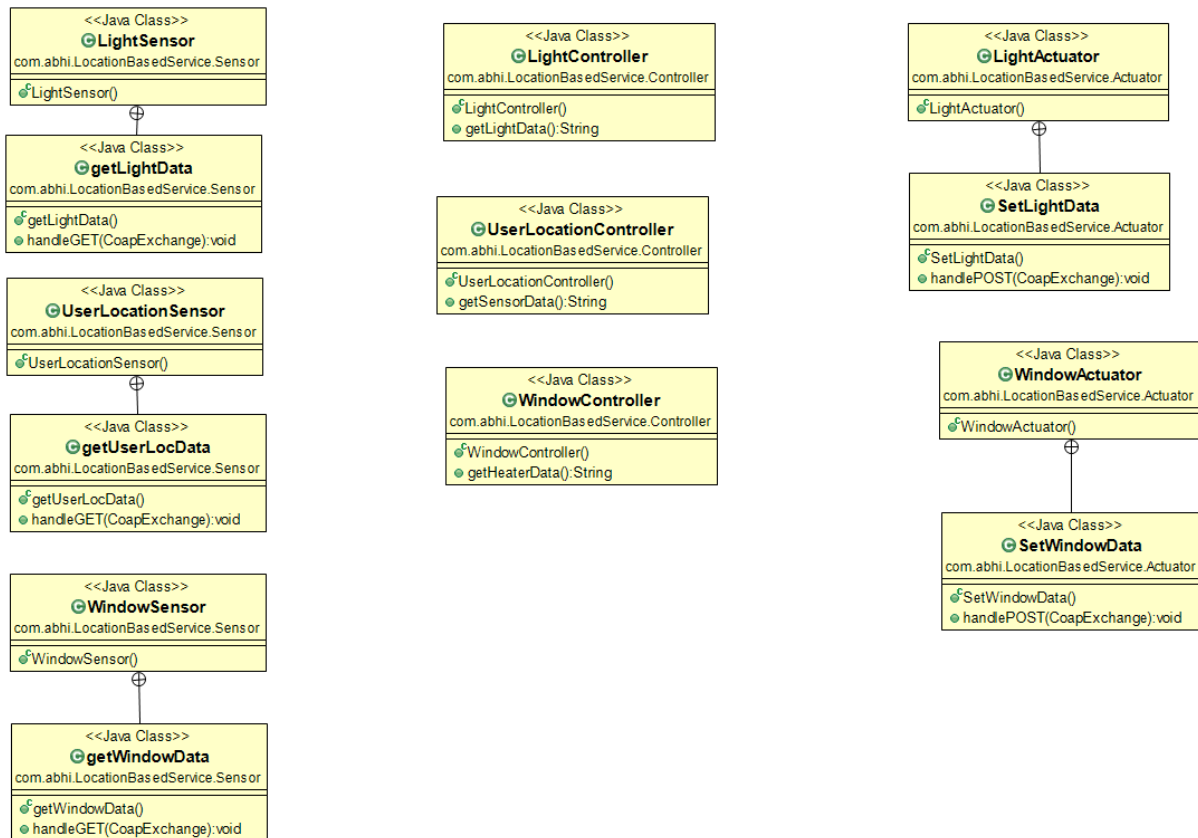 <<Java Class>>
LightSensor
com.abhi.LocationBasedService.Sensor
LightSensor()
<<Java Class>>
getLightData
com.abhi.LocationBasedService.Sensor
getLightData()
handleGET(CoapExchange):void
<<Java Class>>
UserLocationSensor
com.abhi.LocationBasedService.Sensor
UserLocationSensor()
<<Java Class>>
getUserLocData
com.abhi.LocationBasedService.Sensor
getUserLocData()
handleGET(CoapExchange):void
<<Java Class>>
WindowSensor
com.abhi.LocationBasedService.Sensor
WindowSensor()
<<Java Class>>
getWindowData
com.abhi.LocationBasedService.Sensor
getWindowData()
handleGET(CoapExchange):void
<<Java Class>>
LightController
com.abhi.LocationBasedService.Controller
LightController()
getLightData():String
<<Java Class>>
UserLocationController
com.abhi.LocationBasedService.Controller
UserLocationController()
getSensorData():String
<<Java Class>>
WindowController
com.abhi.LocationBasedService.Controller
WindowController()
getHeaterData():String
<<Java Class>>
LightActuator
com.abhi.LocationBasedService.Actuator
LightActuator()
<<Java Class>>
SetLightData
com.abhi.LocationBasedService.Actuator
SetLightData()
handlePOST(CoapExchange):void
<<Java Class>>
WindowActuator
com.abhi.LocationBasedService.Actuator
WindowActuator()
<<Java Class>>
SetWindowData
com.abhi.LocationBasedService.Actuator
SetWindowData()
handlePOST(CoapExchange):void